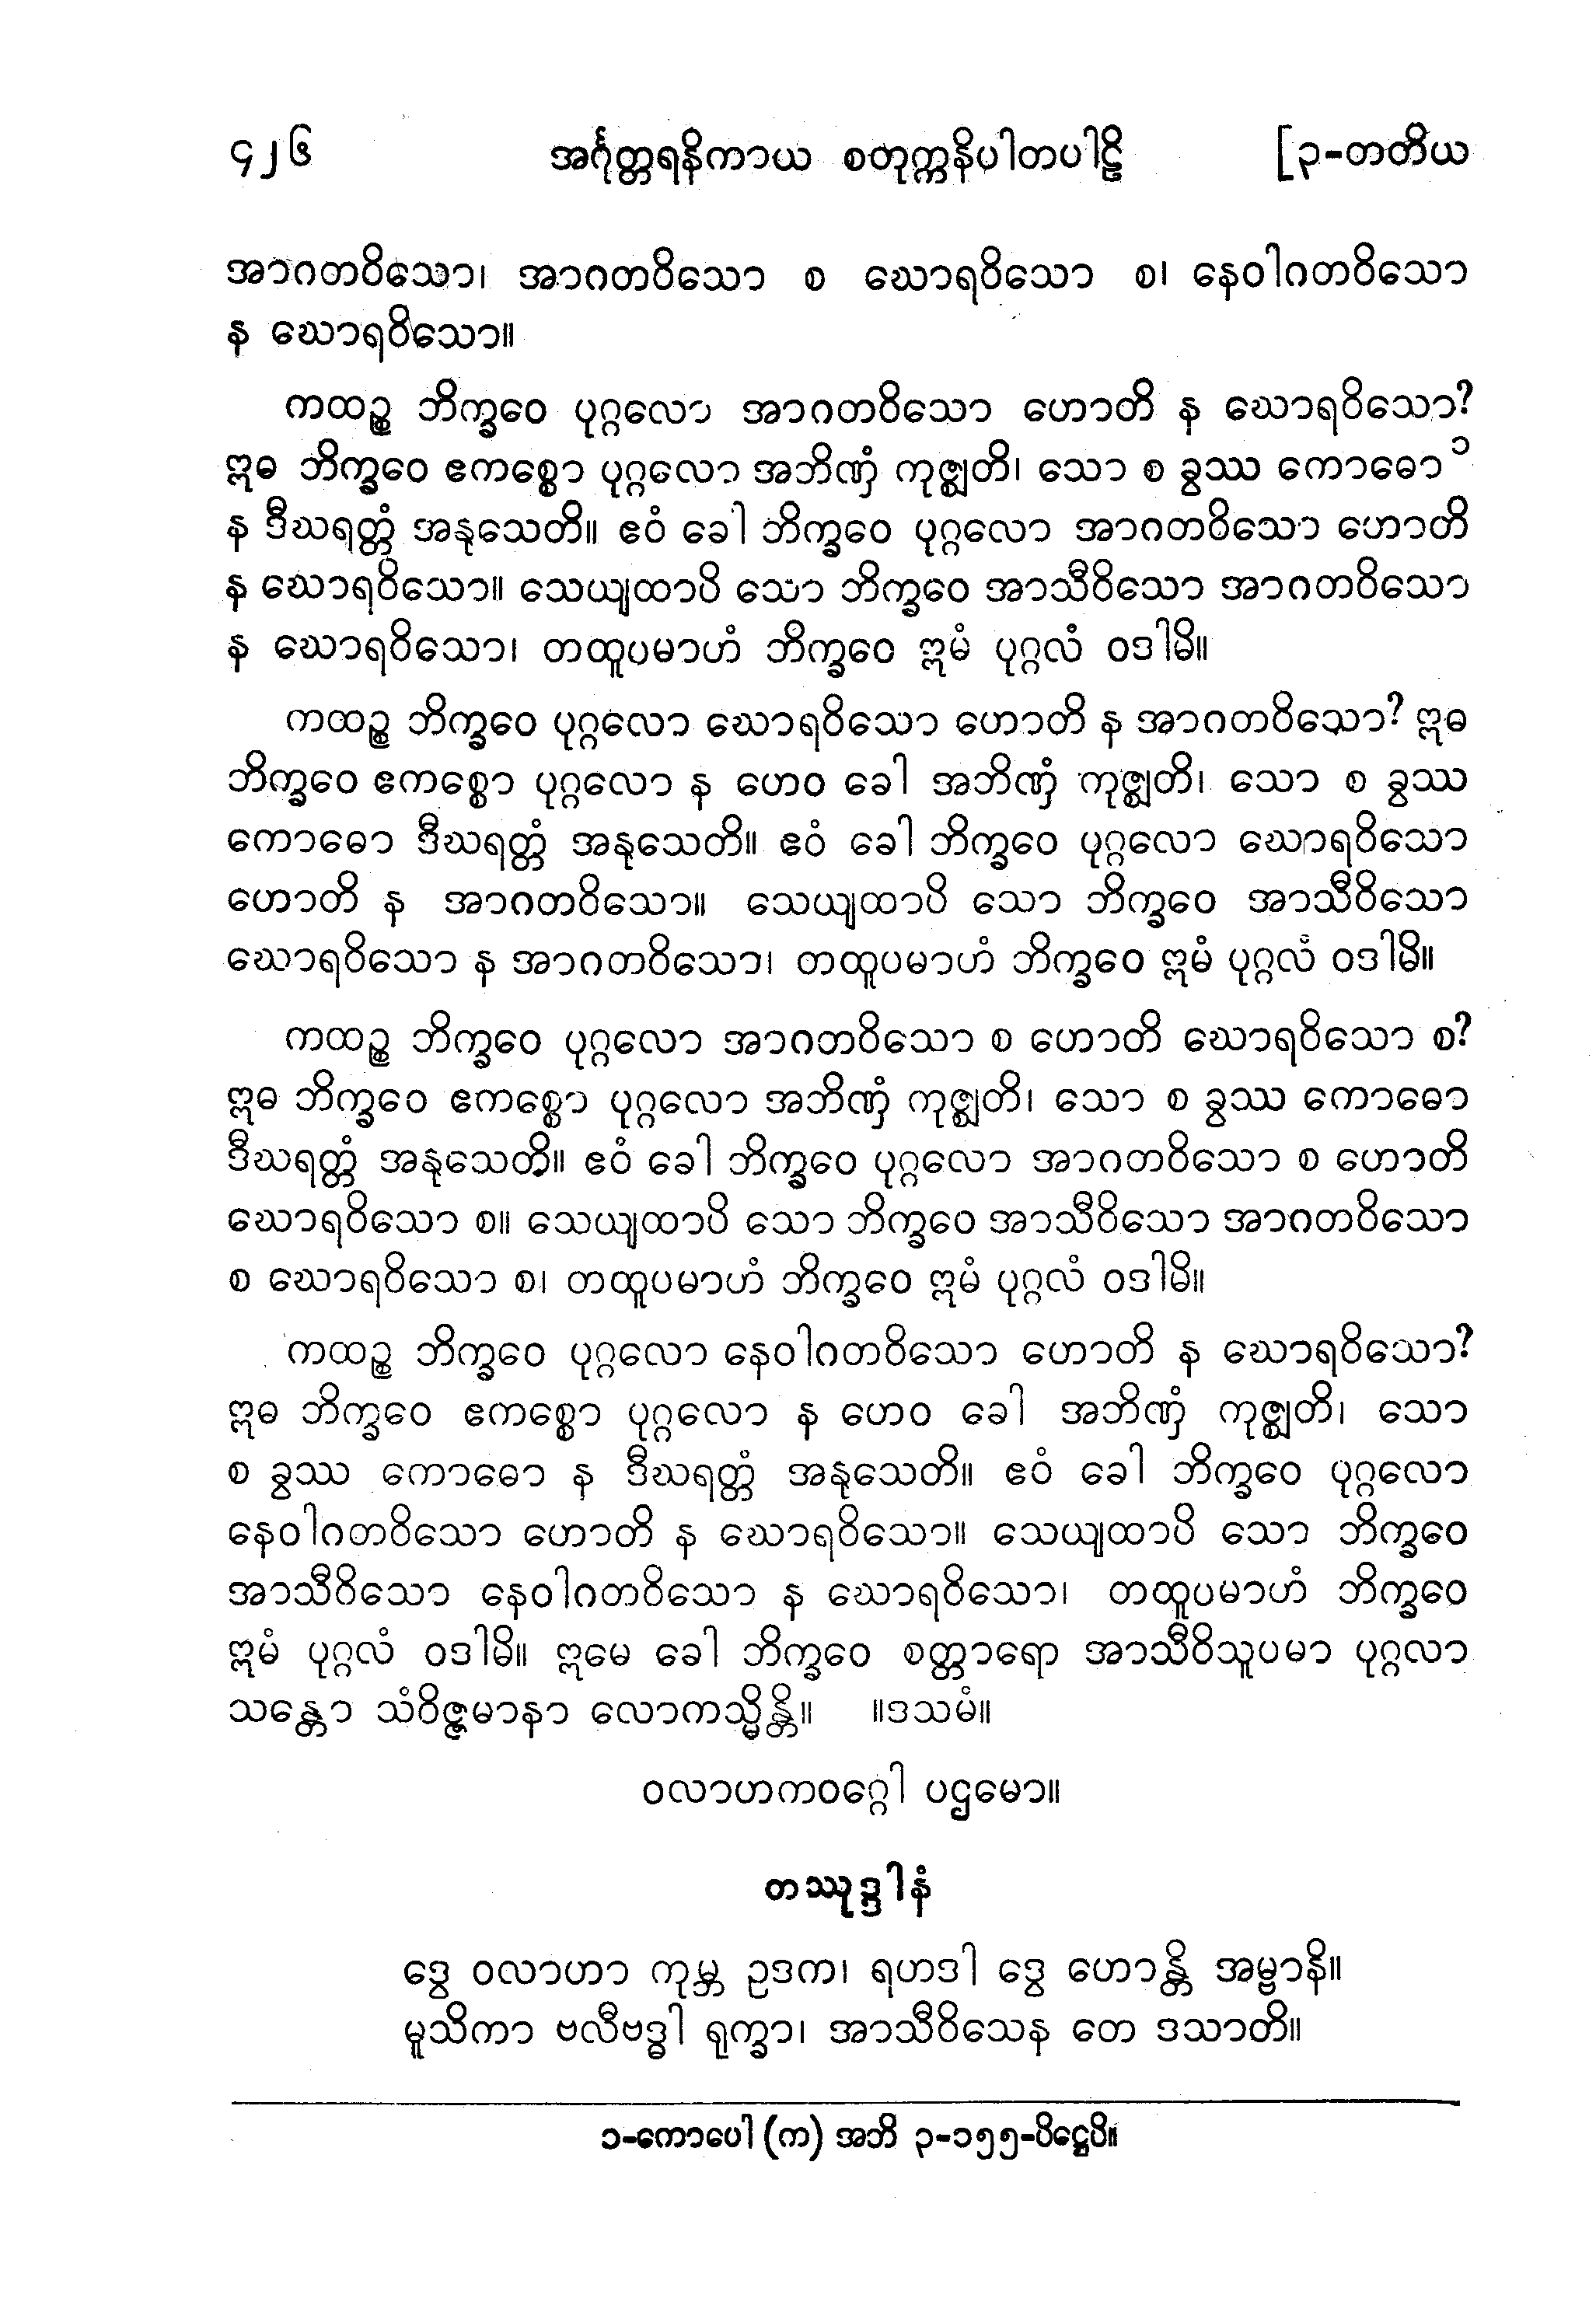 ၄၂၆ အင်္ဂုတ္တရနိကာယ စတုက္ကနိပါတပါဠိ [၃-တတိယ
အာဂတဝိသော၊ အာဂတဝိသော စ ဃောရဝိသော စ၊ နေဝါဂတဝိသော
န ဃောရဝိသော။
ကထဉ္စ ဘိက္ခဝေ ပုဂ္ဂလော အာဂတဝိသော ဟောတိ န ဃောရဝိသော?
ဣဓ ဘိက္ခဝေ ဧကစ္စော ပုဂ္ဂလော အဘိဏှံ ကုဇ္ဈတိ၊ သော စ ခွဿ ကောဓော ၁
န ဒီဃရတ္တံ အနုသေတိ။ ဧဝံ ခေါ ဘိက္ခဝေ ပုဂ္ဂလော အာဂတဝိသော ဟောတိ
န ဃောရဝိသော။ သေယျထာပိ သော ဘိက္ခဝေ အာသီဝိသော အာဂတဝိသော
န ဃောရဝိသော၊ တထူပမာဟံ ဘိက္ခဝေ ဣမံ ပုဂ္ဂလံ ဝဒါမိ။
ကထဉ္စ ဘိက္ခဝေ ပုဂ္ဂလော ဃောရဝိသော ဟောတိ န အာဂတဝိသော? ဣဓ
ဘိက္ခဝေ ဧကစ္စော ပုဂ္ဂလော န ဟေဝ ခေါ အဘိဏှံ ကုဇ္ဈတိ၊ သော စ ခွဿ
ကောဓော ဒီဃရတ္တံ အနုသေတိ။ ဧဝံ ခေါ ဘိက္ခဝေ ပုဂ္ဂလော ဃောရဝိသော
ဟောတိ န အာဂတဝိသော။ သေယျထာပိ သော ဘိက္ခဝေ အာသီဝိသော
ဃောရဝိသော န အာဂတဝိသော၊ တထူပမာဟံ ဘိက္ခဝေ ဣမံ ပုဂ္ဂလံ ဝဒါမိ။
ကထဉ္စ ဘိက္ခဝေ ပုဂ္ဂလော အာဂတဝိသော စ ဟောတိ ဃောရဝိသော စ?
ဣဓ ဘိက္ခဝေ ဧကစ္စော ပုဂ္ဂလော အဘိဏှံ ကုဇ္ဈတိ၊ သော စ ခွဿ ကောဓော
ဒီဃရတ္တံ အနုသေတိ။ ဧဝံ ခေါ ဘိက္ခဝေ ပုဂ္ဂလော အာဂတဝိသော စ ဟောတိ
ဃောရဝိသော စ။ သေယျထာပိ သော ဘိက္ခဝေ အာသီဝိသော အာဂတဝိသော
စ ဃောရဝိသော စ၊ တထူပမာဟံ ဘိက္ခဝေ ဣမံ ပုဂ္ဂလံ ဝဒါမိ။
ကထဉ္စ ဘိက္ခဝေ ပုဂ္ဂလော နေဝါဂတဝိသော ဟောတိ န ဃောရဝိသော?
ဣဓ ဘိက္ခဝေ ဧကစ္စော ပုဂ္ဂလော န ဟေဝ ခေါ အဘိဏှံ ကုဇ္ဈတိ၊ သော
စ ခွဿ ကောဓော န ဒီဃရတ္တံ အနုသေတိ။ ဧဝံ ခေါ ဘိက္ခဝေ ပုဂ္ဂလော
နေဝါဂတဝိသော ဟောတိ န ဃောရဝိသော။ သေယျထာပိ သော ဘိက္ခဝေ
အာသီဝိသော နေဝါဂတဝိသော န ဃောရဝိသော၊ တထူပမာဟံ ဘိက္ခဝေ
ဣမံ ပုဂ္ဂလံ ဝဒါမိ။ ဣမေ ခေါ ဘိက္ခဝေ စတ္တာရော အာသီဝိသူပမာ ပုဂ္ဂလာ
သန္တော သံဝိဇ္ဇမာနာ လောကသ္မိန္တိ။ ။ဒသမံ။
ဝလာဟကဝဂ္ဂေါ ပဌမော။
တဿုဒ္ဒါနံ
ဒွေ ဝလာဟာ ကုမ္ဘ ဥဒက၊ ရဟဒါ ဒွေ ဟောန္တိ အမ္ဗာနိ။
မူသိကာ ဗလီဗဒ္ဓါ ရုက္ခာ၊ အာသီဝိသေန တေ ဒသာတိ။
၁-ကောပေါ (က) အဘိ ၃-၁၅၅-ပိဋ္ဌေပိ။